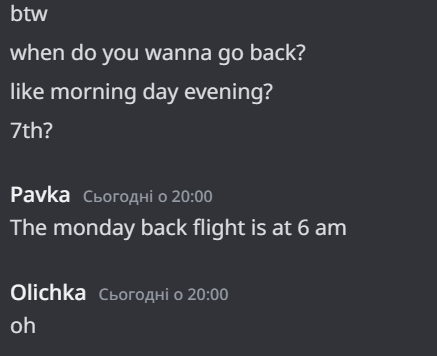 btw
when do you wanna go back?
like morning day evening?
7th?
Pavka Сьогодні о 20:00
The monday back flight is at 6 am
Olichka Сьогодні о 20:00
oh